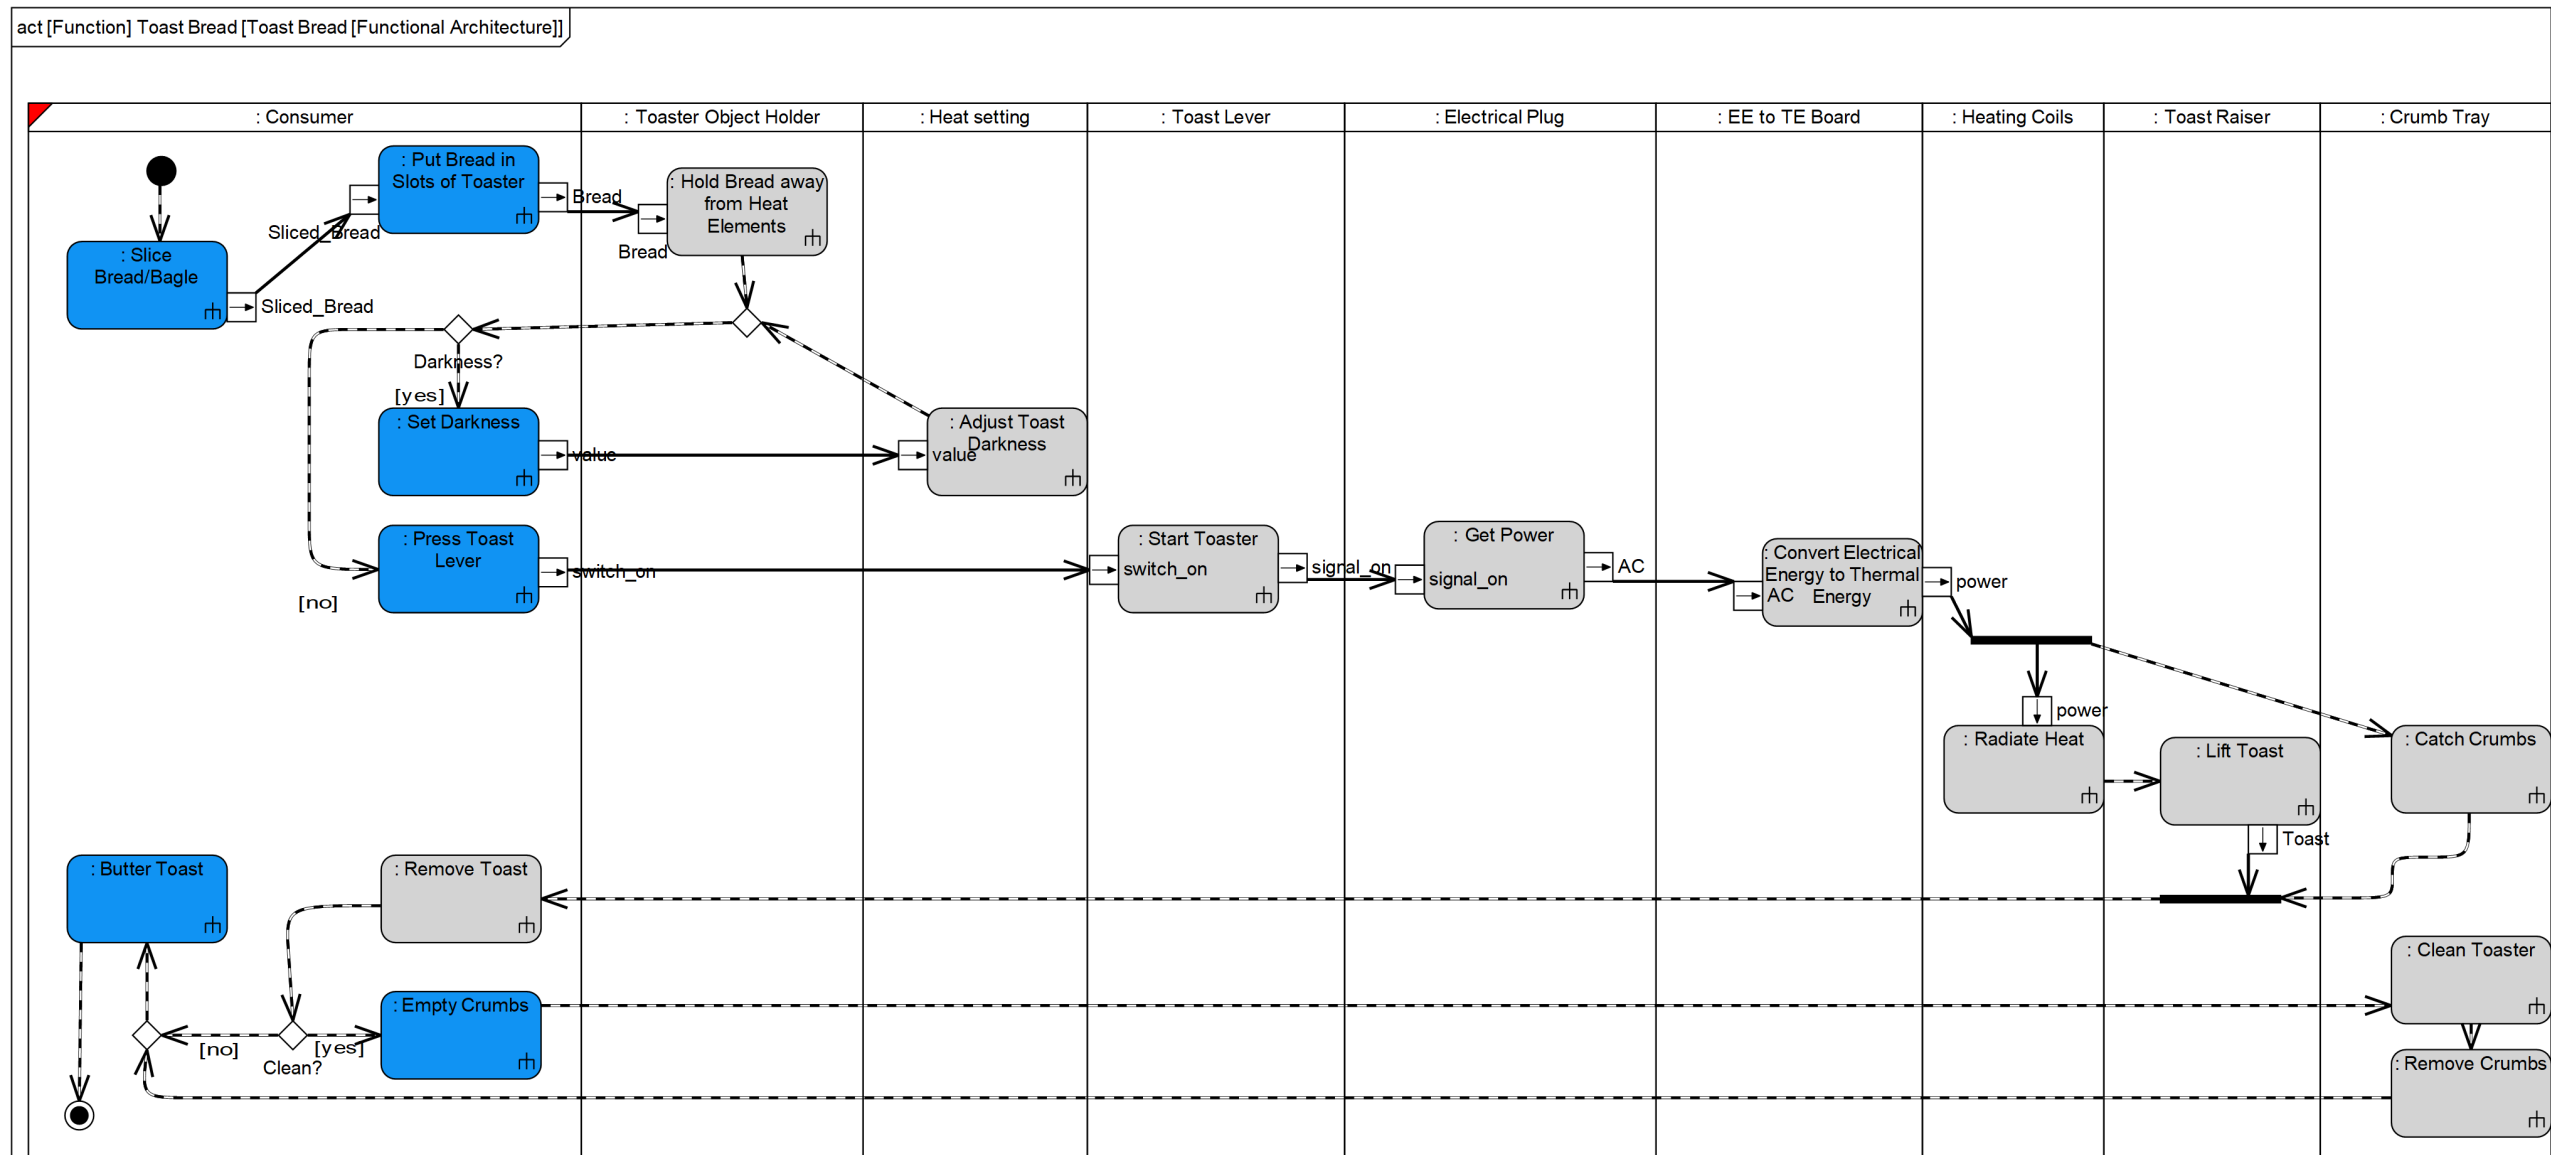 act [Function] Toast Bread [Toast Bread [Functional Architecture]]
: Consumer
: Toaster Object Holder
: Heat setting
: Toast Lever
: Electrical Plug
: EE to TE Board
: Heating Coils
: Toast Raiser
: Crumb Tray
: Put Bread in
Slots of Toaster
Bread
: Hold Bread away
from Heat
Elements
Bread
Sliced_Bread
: Slice
Bread/Bagle
Sliced_Bread
Darkness?
[yes]
: Set Darkness
value
: Adjust Toast
Darkness
value
: Press Toast
Lever
switch_on
[no]
: Start Toaster
switch_on
signal_on
: Get Power
signal_on
AC
: Convert Electrical
Energy to Thermal
Energy
AC
power
power
: Radiate Heat
: Lift Toast
Toast
: Catch Crumbs
: Butter Toast
: Remove Toast
: Clean Toaster
: Empty Crumbs
[no]
[yes]
Clean?
: Remove Crumbs